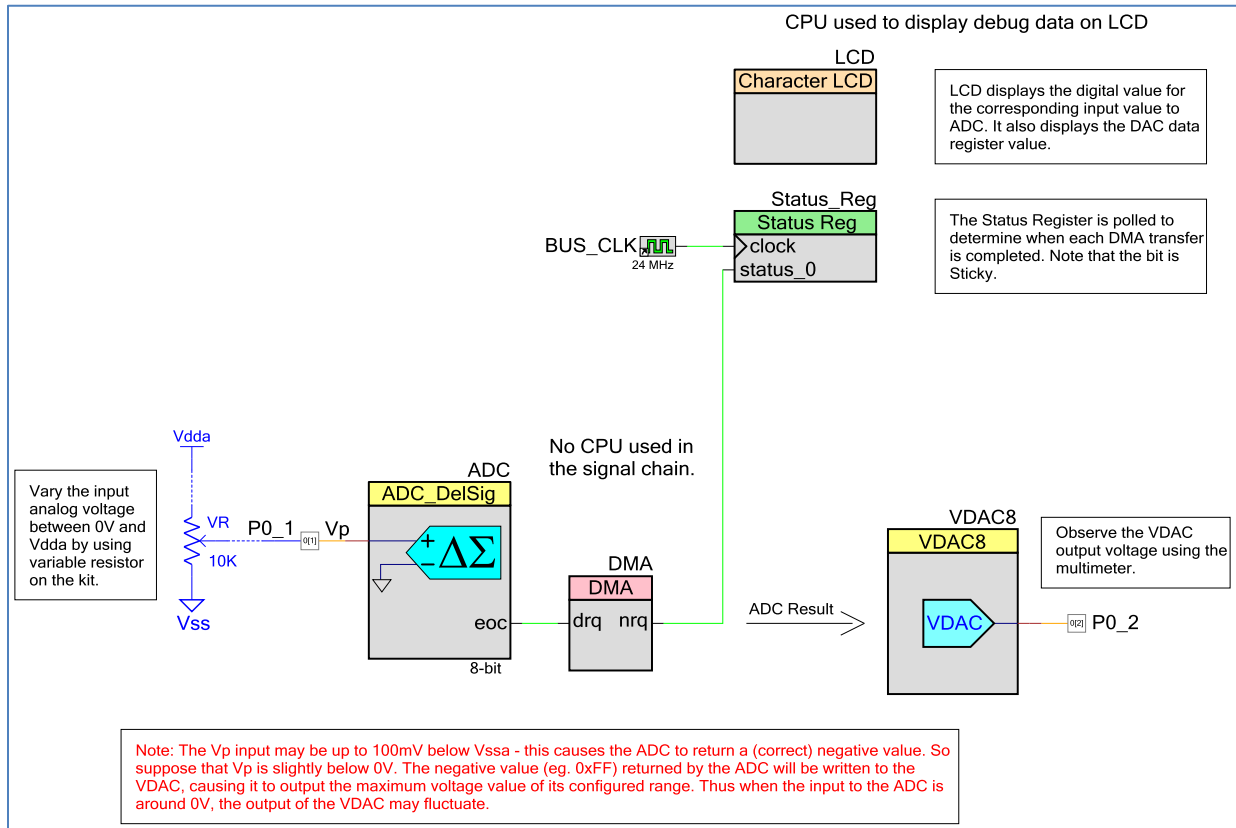 CPU used to display debug data on LCD
LCD
Character LCD
LCD displays the digital value for
the corresponding input value to
ADC. It also displays the DAC data
register value.
Status_Reg
Status Reg
clock
status_0
BUS_CLK
24 MHz
The Status Register is polled to
determine when each DMA transfer
is completed. Note that the bit is
Sticky.
Vdda
Vary the input
analog voltage
between 0V and
Vdda by using
variable resistor
on the kit.
VR
10K
Vss
P0_1
0[1]
Vp
ADC
ADC_DelSig
+
ΔΣ
−
eoc
8-bit
No CPU used in
the signal chain.
DMA
DMA
drq
nrq
ADC Result
VDAC8
VDAC8
VDAC
0[2]
P0_2
Observe the VDAC
output voltage using the
multimeter.
Note: The Vp input may be up to 100mV below Vssa - this causes the ADC to return a (correct) negative value. So
suppose that Vp is slightly below 0V. The negative value (eg. 0xFF) returned by the ADC will be written to the
VDAC, causing it to output the maximum voltage value of its configured range. Thus when the input to the ADC is
around 0V, the output of the VDAC may fluctuate.